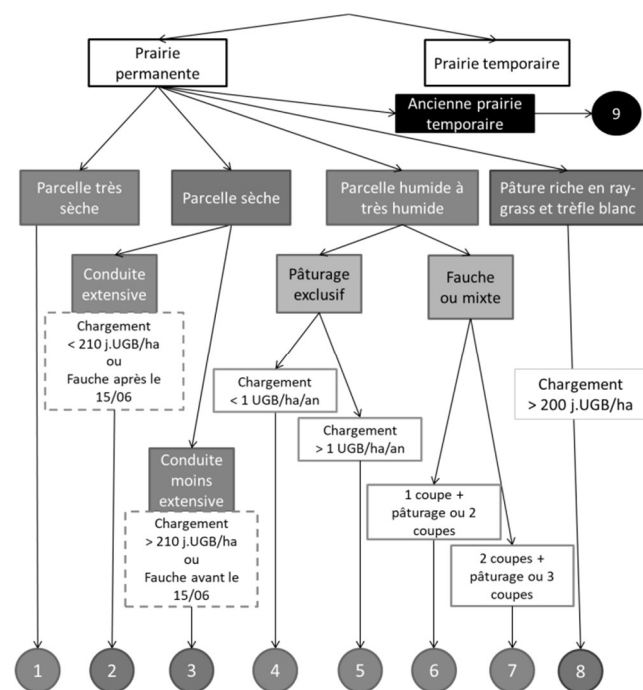 Prairie
permanente
Prairie temporaire
Ancienne prairie
temporaire
9
Parcelle très
sèche
Parcelle sèche
Parcelle humide à
très humide
Pâture riche en ray-
grass et trèfle blanc
Conduite
extensive
Chargement
< 210 j.UGB/ha
ou
Fauche après le
15/06
Pâturage
exclusif
Fauche
ou mixte
Chargement
< 1 UGB/ha/an
Chargement
> 1 UGB/ha/an
Chargement
> 200 j.UGB/ha
Conduite
moins
extensive
Chargement
> 210 j.UGB/ha
ou
Fauche avant le
15/06
1 coupe +
pâturage ou 2
coupes
2 coupes +
pâturage ou 3
coupes
1
2
3
4
5
6
7
8